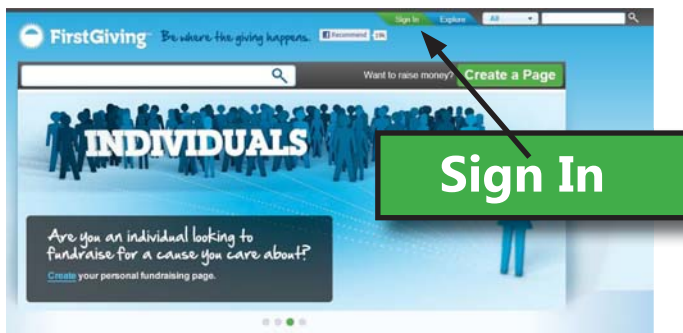 Sign In Explore All
FirstGiving Be where the giving happens. Recommend
Want to raise money? Create a Page
INDIVIDUALS
Sign In
Are you an individual looking to
fundraise for a cause you care about?
Create your personal fundraising page.